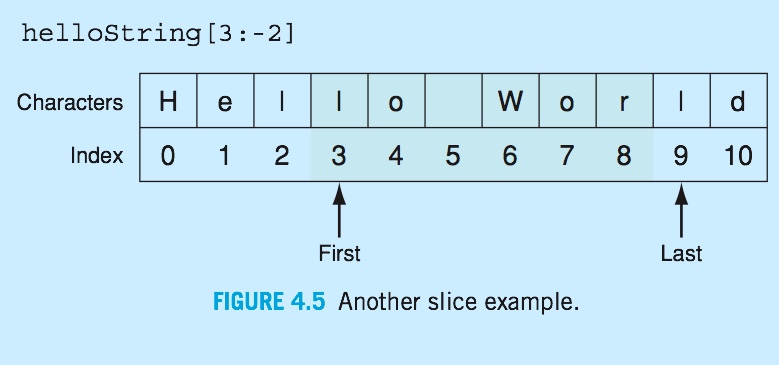 helloString[3:-2]
Characters H e l l o W o r l d
Index 0 1 2 3 4 5 6 7 8 9 10
First Last
FIGURE 4.5 Another slice example.